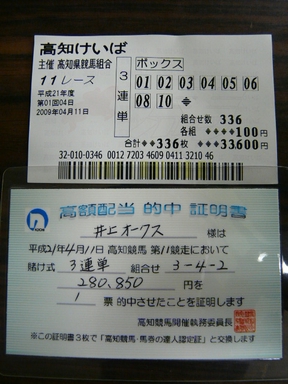 高知けいば
主催 高知県競馬組合
11レース
平成21年度
第01回04日
2009年04月11日
3連単
ボックス
01 02 03 04 05 06
08 10
組合せ数 336
各組 ★★★★★100円
合計★★336枚 ★★★33,600円
32-010-0346 0012 7203 4609 0411 3210 46
高額配当 的中 証明書
井上オークス 様は
平成21年4月11日 高知競馬 第11競走において
賭け式 3連単 組合せ 3-4-2
280,850 円を
1 票 的中させたことを証明します
高知競馬開催執務委員長
※この証明書3枚で「高知競馬・馬券の達人認定証」と交換します